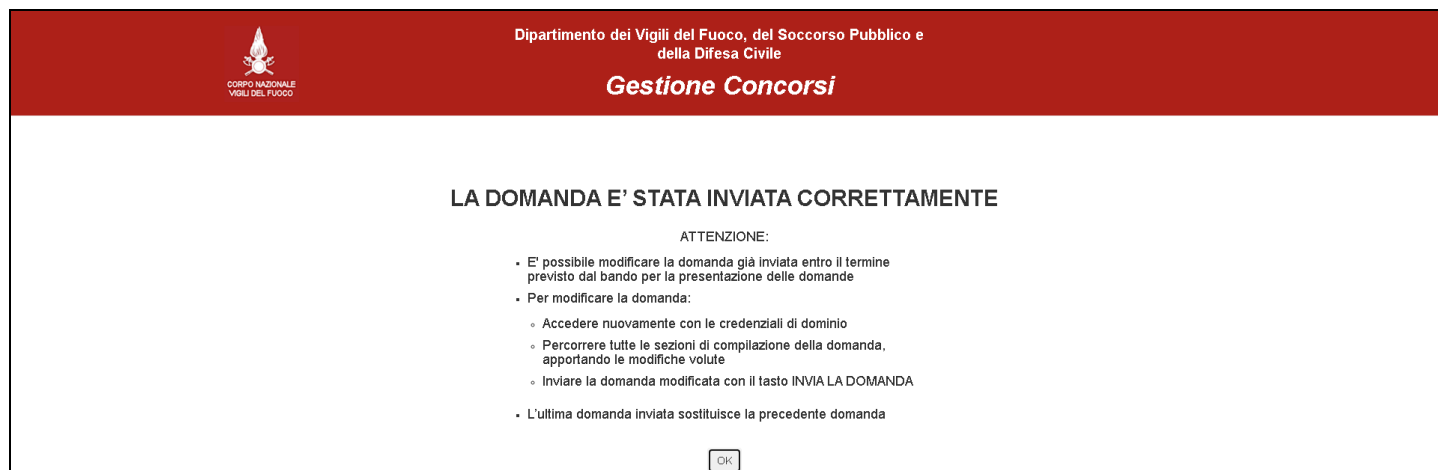 Dipartimento dei Vigili del Fuoco, del Soccorso Pubblico e
della Difesa Civile
Gestione Concorsi
CORPO NAZIONALE
VIGILI DEL FUOCO
LA DOMANDA E’ STATA INVIATA CORRETTAMENTE
ATTENZIONE:
E' possibile modificare la domanda già inviata entro il termine
previsto dal bando per la presentazione delle domande
Per modificare la domanda:
Accedere nuovamente con le credenziali di dominio
Percorrere tutte le sezioni di compilazione della domanda,
apportando le modifiche volute
Inviare la domanda modificata con il tasto INVIA LA DOMANDA
L'ultima domanda inviata sostituisce la precedente domanda
OK